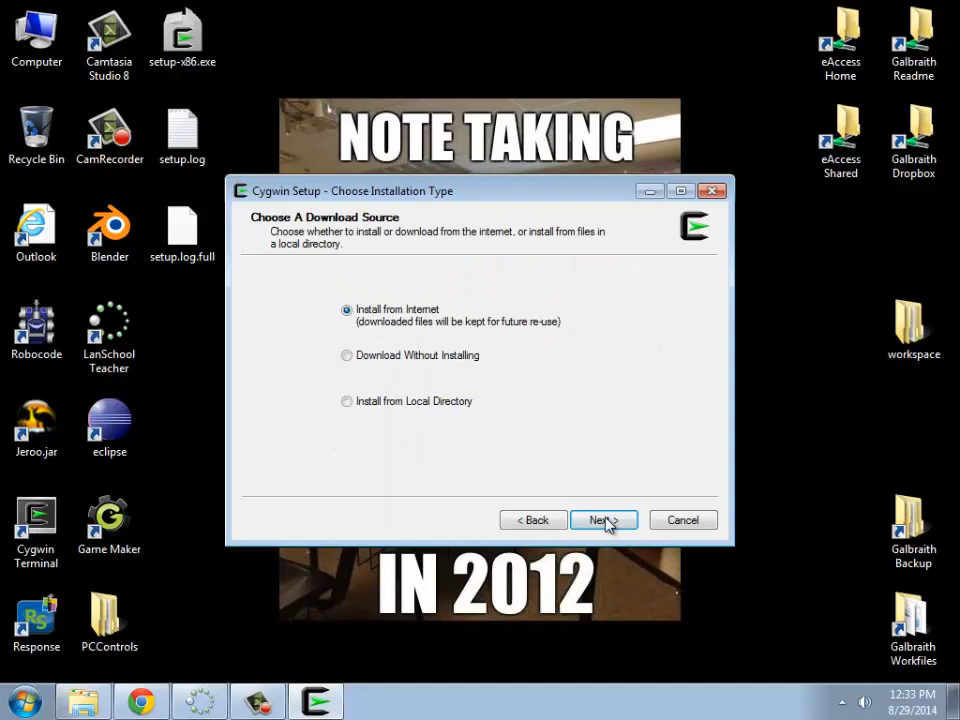 Computer
Camtasia
Studio 8
setup-x86.exe
eAccess
Home
Galbraith
Readme
NOTE TAKING
Recycle Bin
CamRecorder
setup.log
eAccess
Shared
Galbraith
Dropbox
Cygwin Setup - Choose Installation Type
Choose A Download Source
Choose whether to install or download from the internet, or install from files in
a local directory.
Outlook
Blender
setup.log.full
Install from Internet
(downloaded files will be kept for future re-use)
Download Without Installing
Install from Local Directory
Robocode
LanSchool
Teacher
workspace
Jeroo.jar
eclipse
< Back
Next >
Cancel
Cygwin
Terminal
Game Maker
Galbraith
Backup
IN 2012
RS
Response
PCControls
Galbraith
Workfiles
12:33 PM
8/29/2014